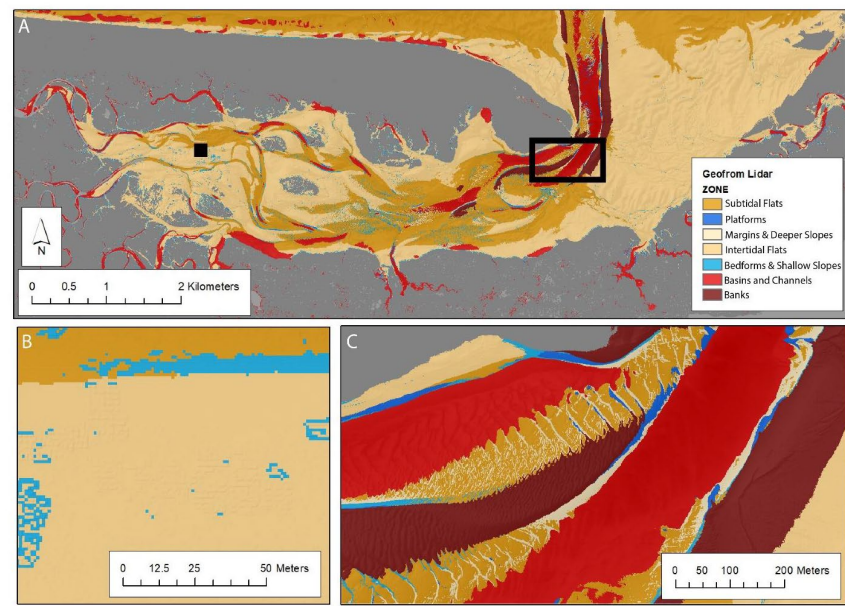 A
Geofrom Lidar
ZONE
Subtidal Flats
Platforms
Margins & Deeper Slopes
Intertidal Flats
Bedforms & Shallow Slopes
Basins and Channels
Banks
N
0 0.5 1 2 Kilometers
B
0 12.5 25 50 Meters
C
0 50 100 200 Meters